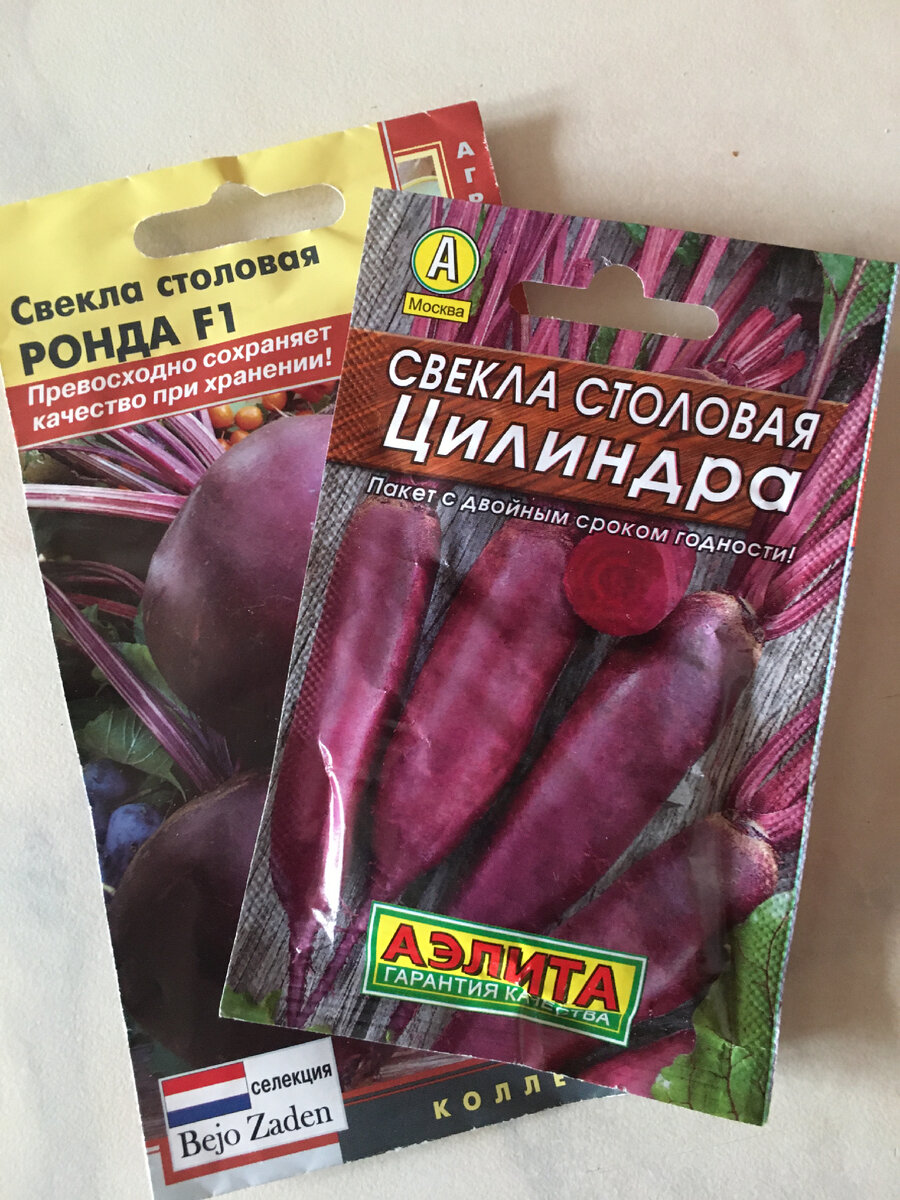 Свекла столовая
РОНДА F1
Превосходно сохраняет
качество при хранении!
селекция
Bejo Zaden
А
Москва
СВЕКЛА СТОЛОВАЯ
Цилиндра
Пакет с двойным сроком годности!
АЭЛИТА
ГАРАНТИЯ КАЧЕСТВА